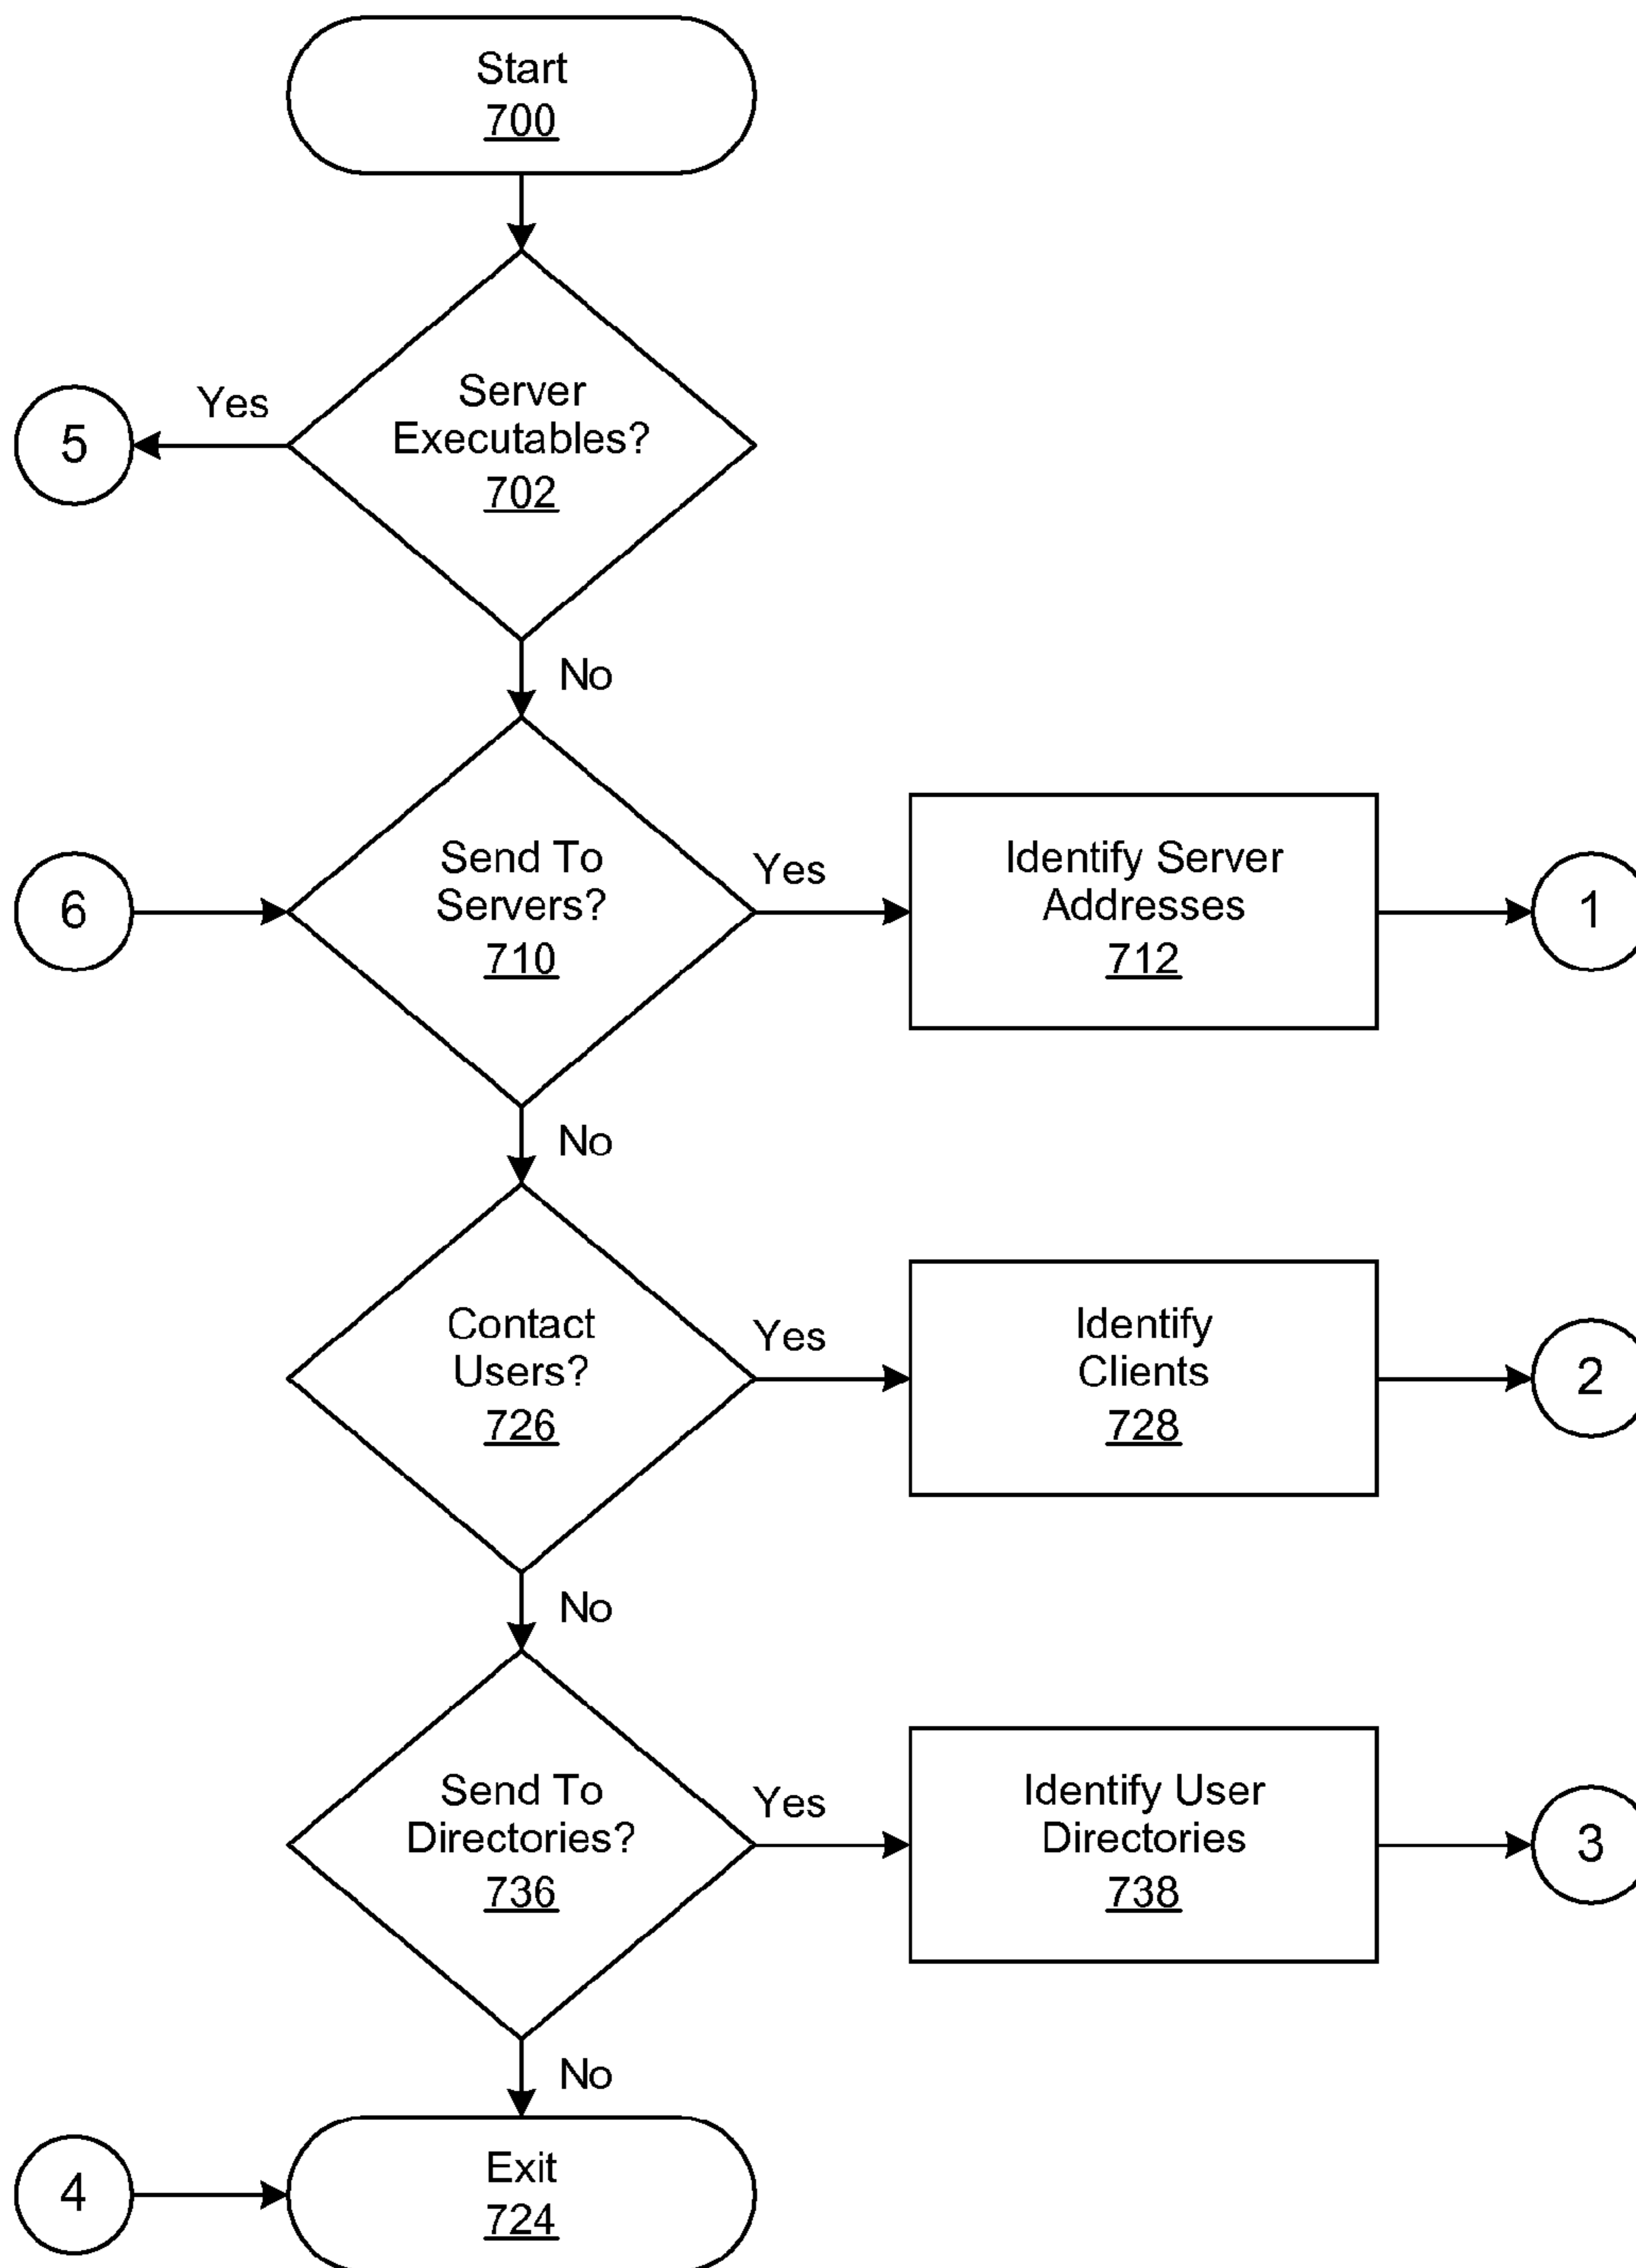 Start
700
Server
Executables?
702
Yes
5
No
6
Send To
Servers?
710
Yes
Identify Server
Addresses
712
1
No
Contact
Users?
726
Yes
Identify
Clients
728
2
No
Send To
Directories?
736
Yes
Identify User
Directories
738
3
No
4
Exit
724